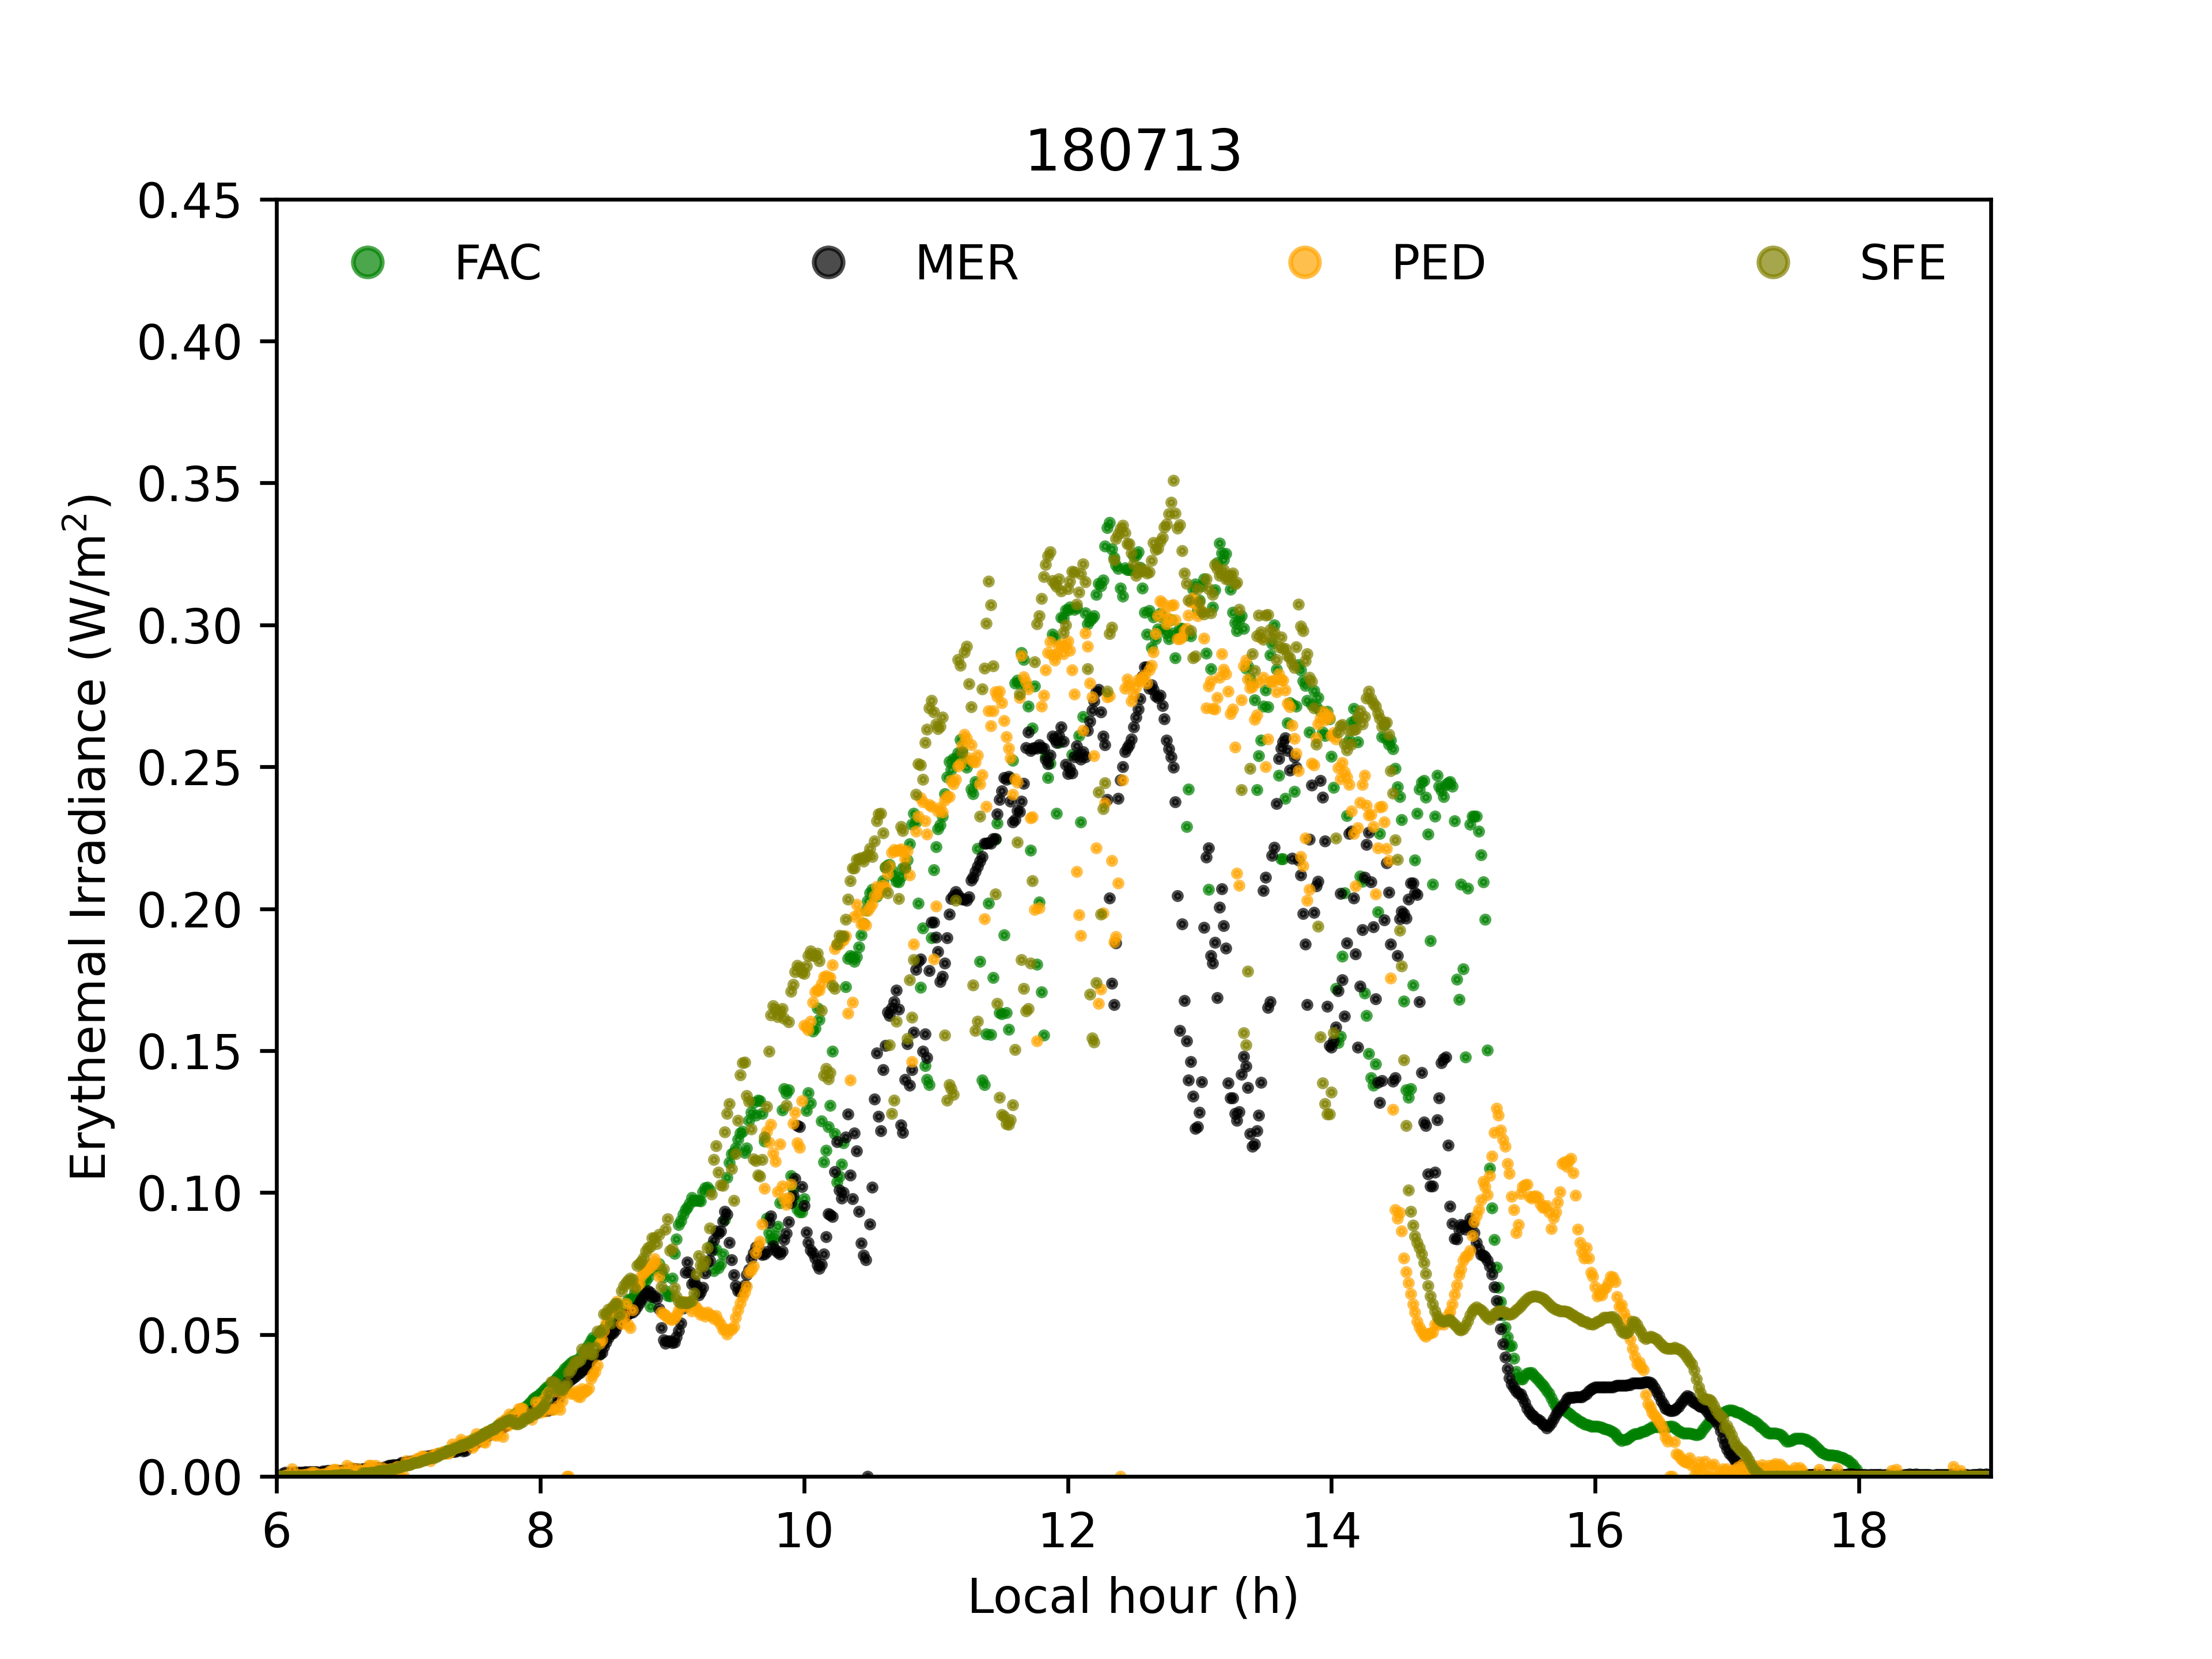 180713
FAC MER PED SFE
0.45
0.40
0.35
0.30
0.25
0.20
0.15
0.10
0.05
0.00
Erythemal Irradiance (W/m²)
6 8 10 12 14 16 18
Local hour (h)